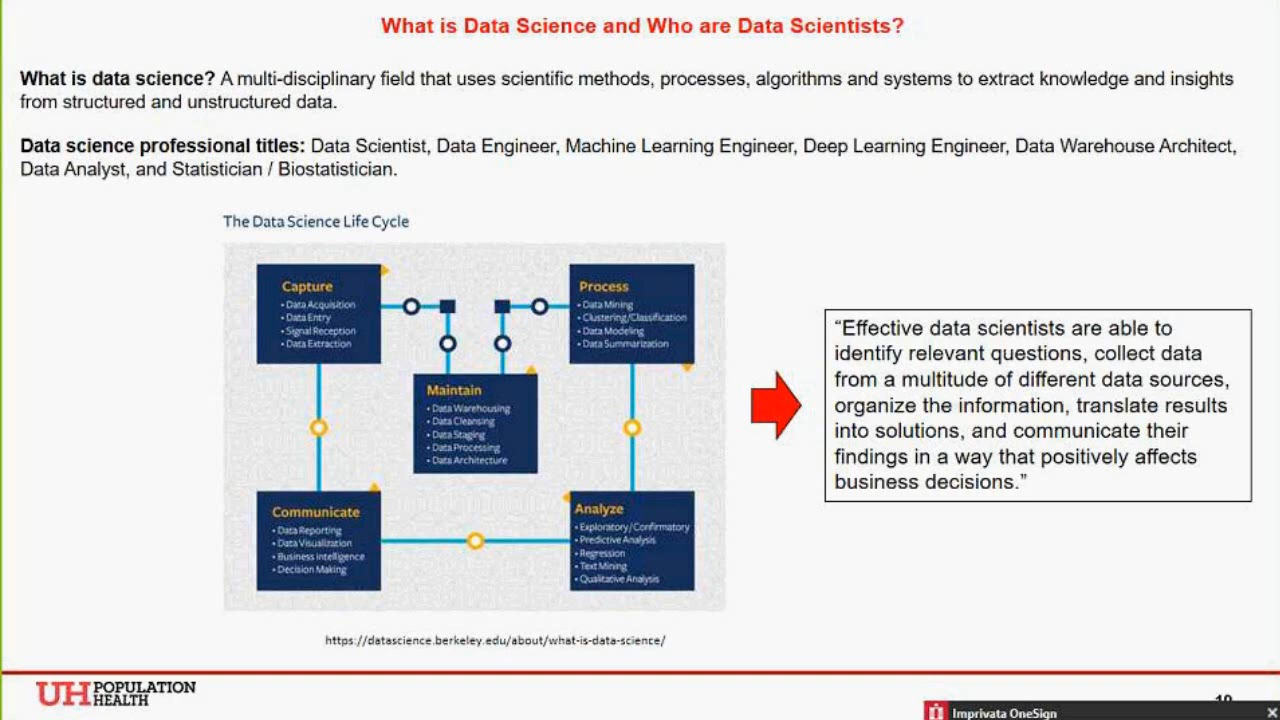 What is Data Science and Who are Data Scientists?
What is data science? A multi-disciplinary field that uses scientific methods, processes, algorithms and systems to extract knowledge and insights
from structured and unstructured data.
Data science professional titles: Data Scientist, Data Engineer, Machine Learning Engineer, Deep Learning Engineer, Data Warehouse Architect,
Data Analyst, and Statistician / Biostatistician.
The Data Science Life Cycle
Capture
• Data Acquisition
• Data Entry
• Signal Reception
• Data Extraction
Process
• Data Mining
• Clustering/Classification
• Data Modeling
• Data Summarization
Maintain
• Data Warehousing
• Data Cleansing
• Data Staging
• Data Processing
• Data Architecture
Communicate
• Data Reporting
• Data Visualization
• Business Intelligence
• Decision Making
Analyze
• Exploratory/Confirmatory
• Predictive Analysis
• Regression
• Text Mining
• Qualitative Analysis
“Effective data scientists are able to
identify relevant questions, collect data
from a multitude of different data sources,
organize the information, translate results
into solutions, and communicate their
findings in a way that positively affects
business decisions.”
https://datascience.berkeley.edu/about/what-is-data-science/
UH POPULATION
HEALTH
Imprivata OneSign